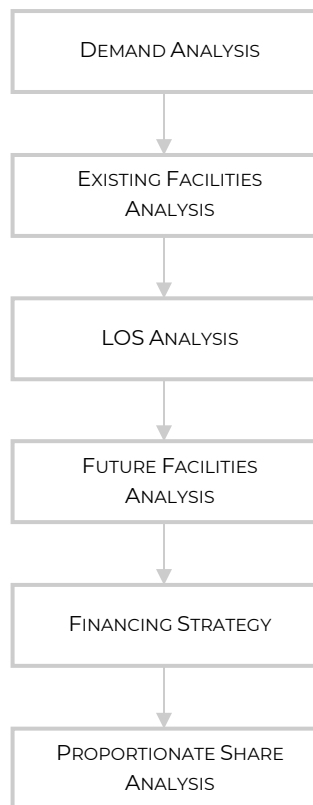 DEMAND ANALYSIS
EXISTING FACILITIES
ANALYSIS
LOS ANALYSIS
FUTURE FACILITIES
ANALYSIS
FINANCING STRATEGY
PROPORTIONATE SHARE
ANALYSIS